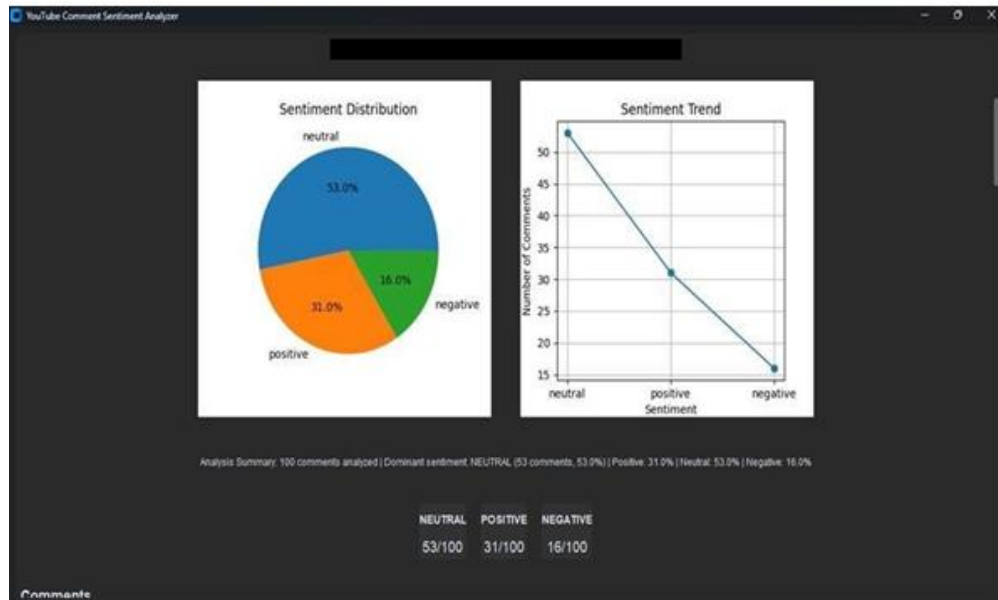 YouTube Comment Sentiment Analyzer
Sentiment Distribution
neutral
53.0%
16.0%
31.0%
negative
positive
Sentiment Trend
Number of Comments
50
45
40
35
30
25
20
15
neutral positive negative
Sentiment
Analysis Summary: 100 comments analyzed | Dominant sentiment: NEUTRAL (53 comments, 53.0%) | Positive: 31.0% | Neutral: 53.0% | Negative: 16.0%
NEUTRAL POSITIVE NEGATIVE
53/100 31/100 16/100
Comments